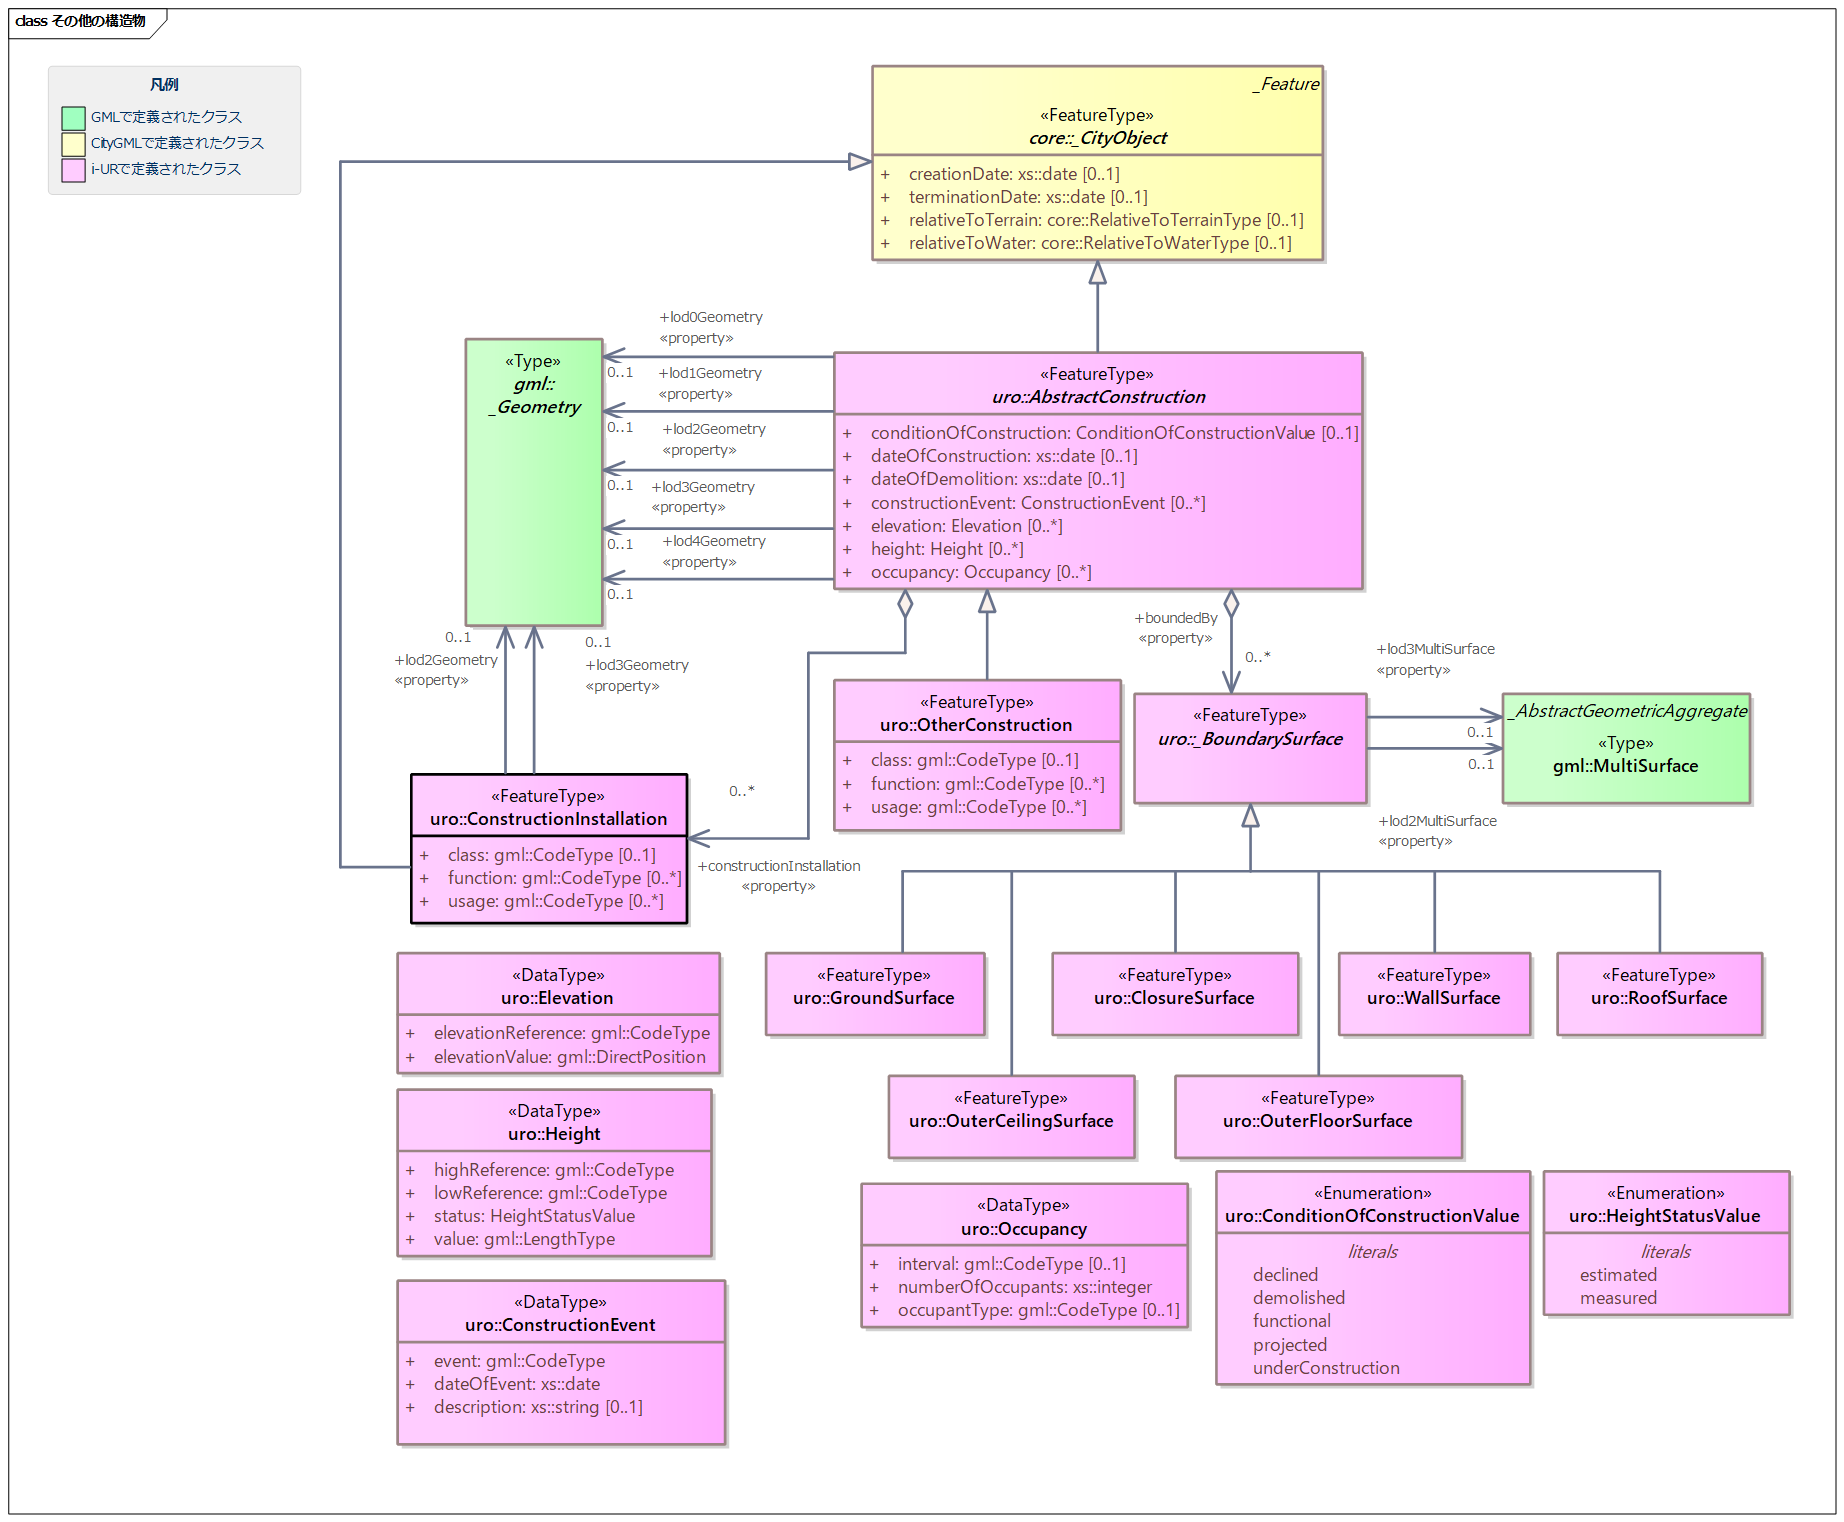 class その他の構造物
凡例
GMLで定義されたクラス
CityGMLで定義されたクラス
i-URで定義されたクラス
_Feature
«FeatureType»
core::_CityObject
+ creationDate: xs::date [0..1]
+ terminationDate: xs::date [0..1]
+ relativeToTerrain: core::RelativeToTerrainType [0..1]
+ relativeToWater: core::RelativeToWaterType [0..1]
+lod0Geometry
«property»
0..1
+lod1Geometry
«property»
0..1
+lod2Geometry
«property»
0..1
+lod3Geometry
«property»
0..1
+lod4Geometry
«property»
0..1
«Type»
gml::
_Geometry
«FeatureType»
uro::AbstractConstruction
+ conditionOfConstruction: ConditionOfConstructionValue [0..1]
+ dateOfConstruction: xs::date [0..1]
+ dateOfDemolition: xs::date [0..1]
+ constructionEvent: ConstructionEvent [0..*]
+ elevation: Elevation [0..*]
+ height: Height [0..*]
+ occupancy: Occupancy [0..*]
0..1
+lod2Geometry
«property»
0..1
+lod3Geometry
«property»
+boundedBy
«property»
0..*
+lod3MultiSurface
«property»
«FeatureType»
uro::OtherConstruction
+ class: gml::CodeType [0..1]
+ function: gml::CodeType [0..*]
+ usage: gml::CodeType [0..*]
«FeatureType»
uro::_BoundarySurface
0..1
0..1
_AbstractGeometricAggregate
«Type»
gml::MultiSurface
+lod2MultiSurface
«property»
«FeatureType»
uro::ConstructionInstallation
+ class: gml::CodeType [0..1]
+ function: gml::CodeType [0..*]
+ usage: gml::CodeType [0..*]
0..*
+constructionInstallation
«property»
«FeatureType»
uro::GroundSurface
«FeatureType»
uro::ClosureSurface
«FeatureType»
uro::WallSurface
«FeatureType»
uro::RoofSurface
«DataType»
uro::Elevation
+ elevationReference: gml::CodeType
+ elevationValue: gml::DirectPosition
«FeatureType»
uro::OuterCeilingSurface
«FeatureType»
uro::OuterFloorSurface
«DataType»
uro::Height
+ highReference: gml::CodeType
+ lowReference: gml::CodeType
+ status: HeightStatusValue
+ value: gml::LengthType
«DataType»
uro::Occupancy
+ interval: gml::CodeType [0..1]
+ numberOfOccupants: xs::integer
+ occupantType: gml::CodeType [0..1]
«Enumeration»
uro::ConditionOfConstructionValue
literals
declined
demolished
functional
projected
underConstruction
«Enumeration»
uro::HeightStatusValue
literals
estimated
measured
«DataType»
uro::ConstructionEvent
+ event: gml::CodeType
+ dateOfEvent: xs::date
+ description: xs::string [0..1]